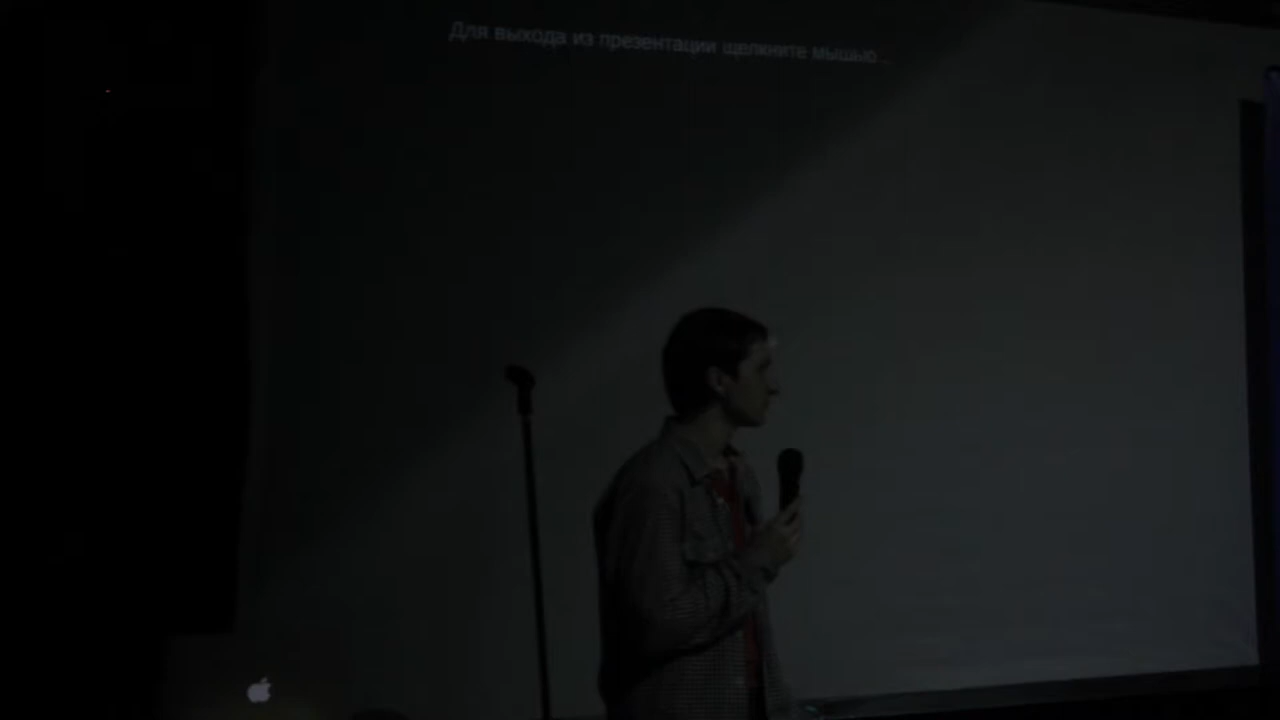 Для выхода из презентации щелкните мышью .